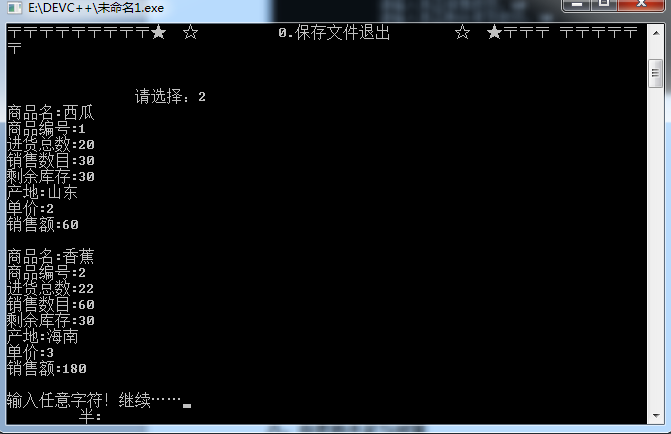 E:\DEVC++\未命名1.exe
〒〒〒〒〒〒〒〒〒★ ☆ 0.保存文件退出 ☆ ★〒〒〒 〒〒〒〒〒
〒
请选择：2
商品名:西瓜
商品编号:1
进货总数:20
销售数目:30
剩余库存:30
产地:山东
单价:2
销售额:60
商品名:香蕉
商品编号:2
进货总数:22
销售数目:60
剩余库存:30
产地:海南
单价:3
销售额:180
输入任意字符! 继续……
半: